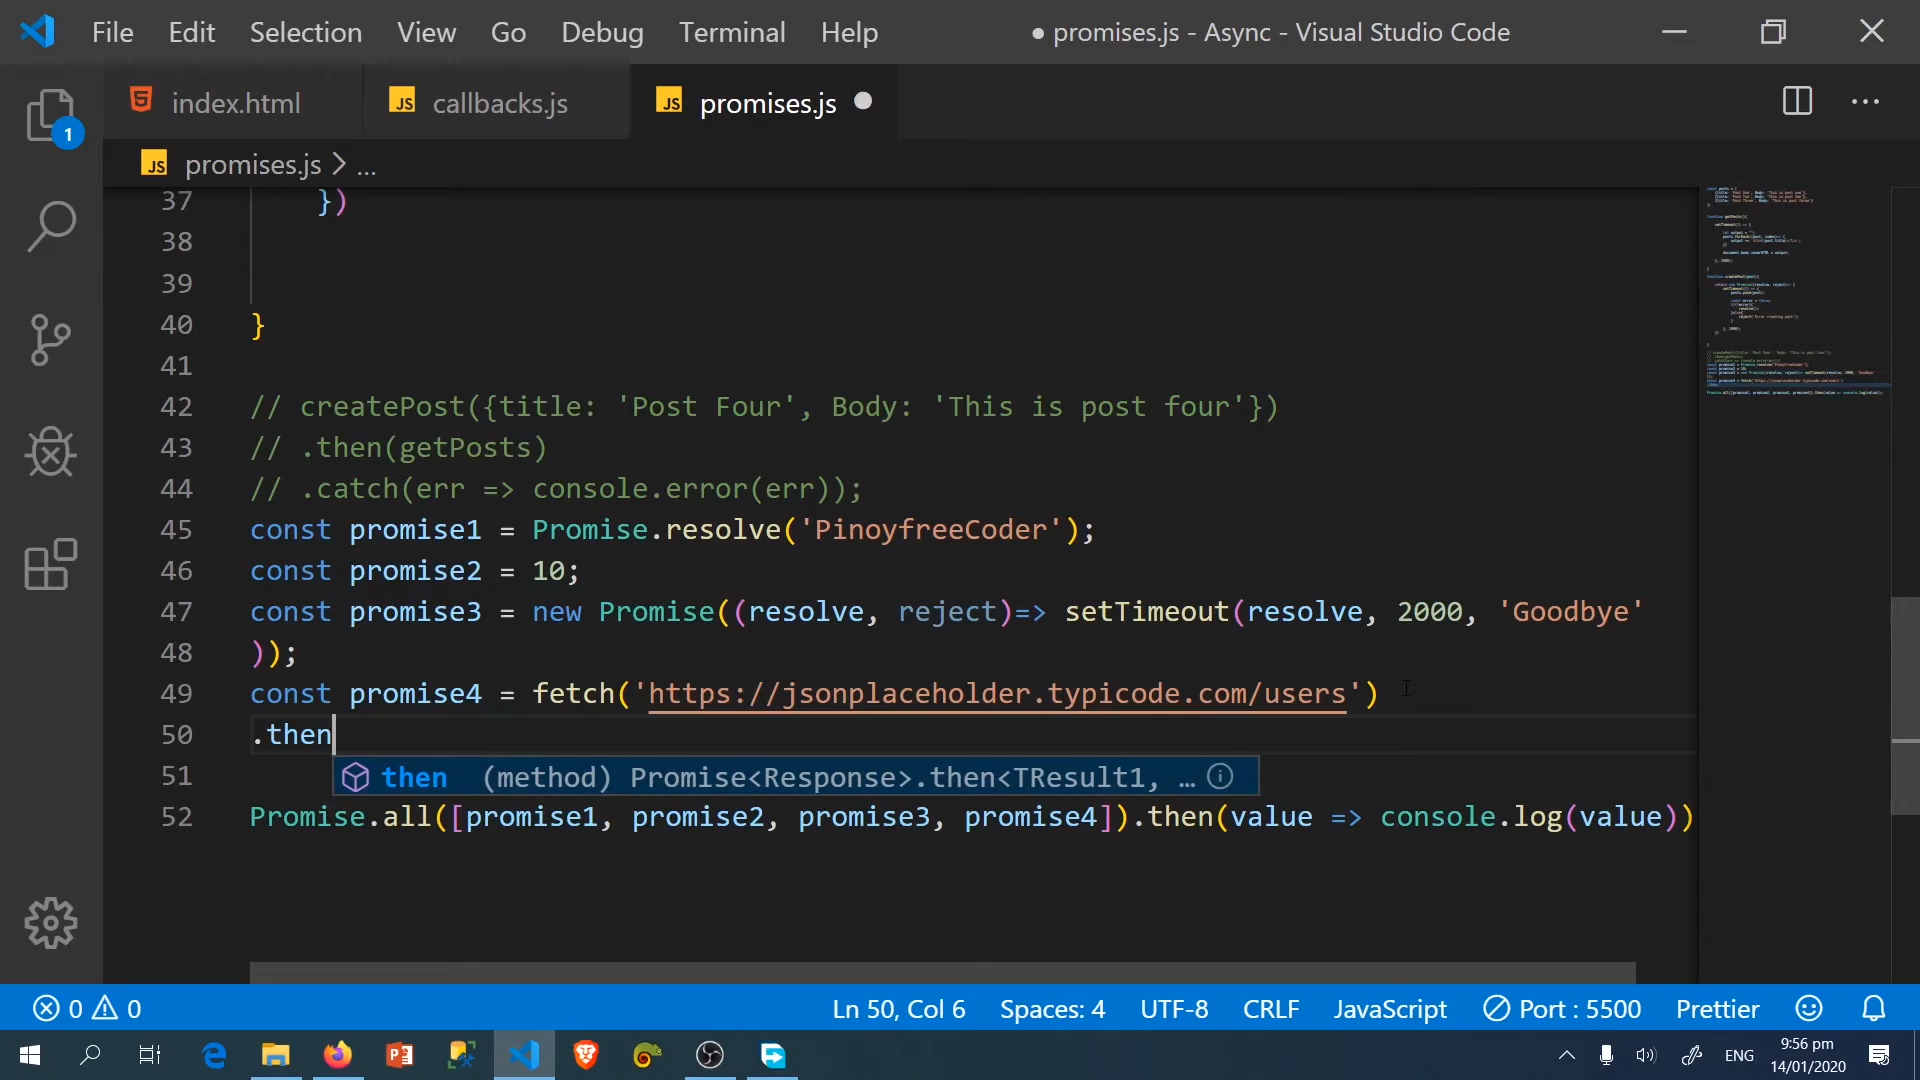 File Edit Selection View Go Debug Terminal Help ● promises.js - Async - Visual Studio Code
index.html JS callbacks.js JS promises.js
1
JS promises.js > ...
37 })
38
39
40 }
41
42 // createPost({title: 'Post Four', Body: 'This is post four'})
43 // .then(getPosts)
44 // .catch(err => console.error(err));
45 const promise1 = Promise.resolve('PinoyfreeCoder');
46 const promise2 = 10;
47 const promise3 = new Promise((resolve, reject)=> setTimeout(resolve, 2000, 'Goodbye'
48 ));
49 const promise4 = fetch('https://jsonplaceholder.typicode.com/users')
50 .then
51 then (method) Promise<Response>.then<TResult1, …
52 Promise.all([promise1, promise2, promise3, promise4]).then(value => console.log(value))
0 0 Ln 50, Col 6 Spaces: 4 UTF-8 CRLF JavaScript Port : 5500 Prettier
ENG 9:56 pm
14/01/2020